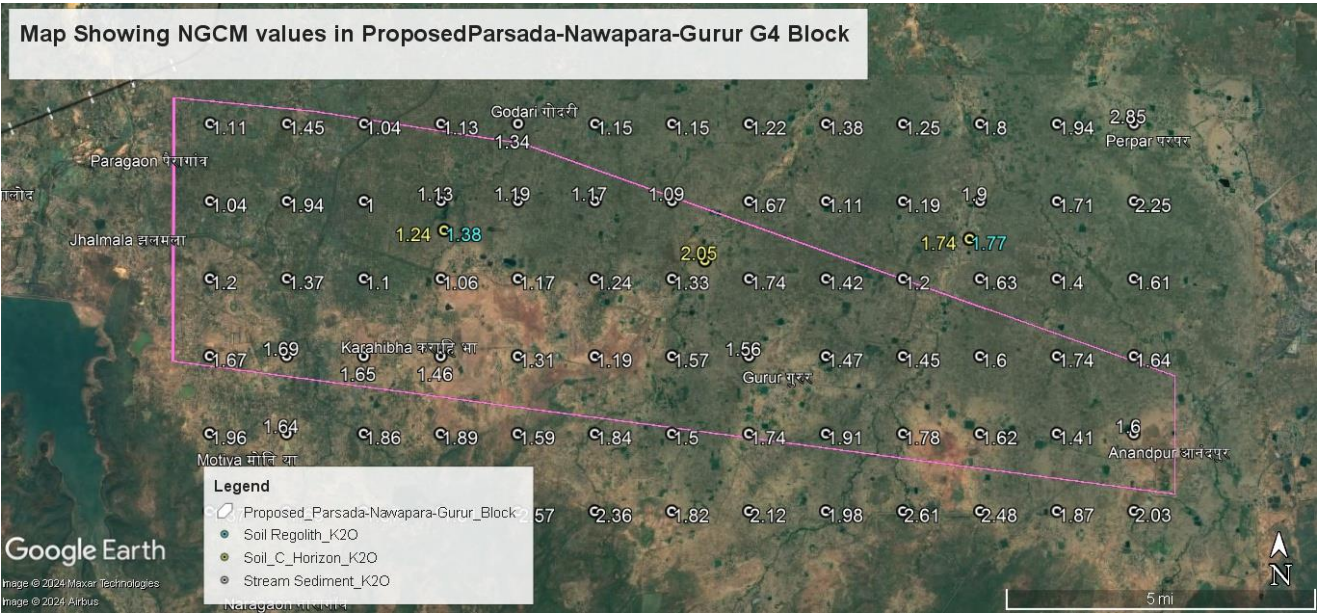 Map Showing NGCM values in ProposedParsada-Nawapara-Gurur G4 Block
Godari गोदरी
1.11 1.45 1.04 1.13 1.34 1.15 1.15 1.22 1.38 1.25 1.8 1.94 2.85
Perpar परपर
Paragaon पैरागांव
1.04 1.94 1 1.13 1.19 1.17 1.09 1.67 1.11 1.19 1.9 1.71 2.25
Jhalmala झलमला
1.24 1.38 2.05 1.74 1.77
1.2 1.37 1.1 1.06 1.17 1.24 1.33 1.74 1.42 1.2 1.63 1.4 1.61
Karahibha कराहि भा
1.67 1.69 1.65 1.46 1.31 1.19 1.57 1.56 1.47 1.45 1.6 1.74 1.64
Gurur गुरुर
1.96 1.64 1.86 1.89 1.59 1.84 1.5 1.74 1.91 1.78 1.62 1.41 1.6
Motiya मोति या
Anandpur आनंदपुर
2.57 2.36 1.82 2.12 1.98 2.61 2.48 1.87 2.03
Legend
Proposed_Parsada-Nawapara-Gurur_Block
Soil Regolith_K2O
Soil_C_Horizon_K2O
Stream Sediment_K2O
Google Earth
Image © 2024 Maxar Technologies
Image © 2024 Airbus
N
5 mi